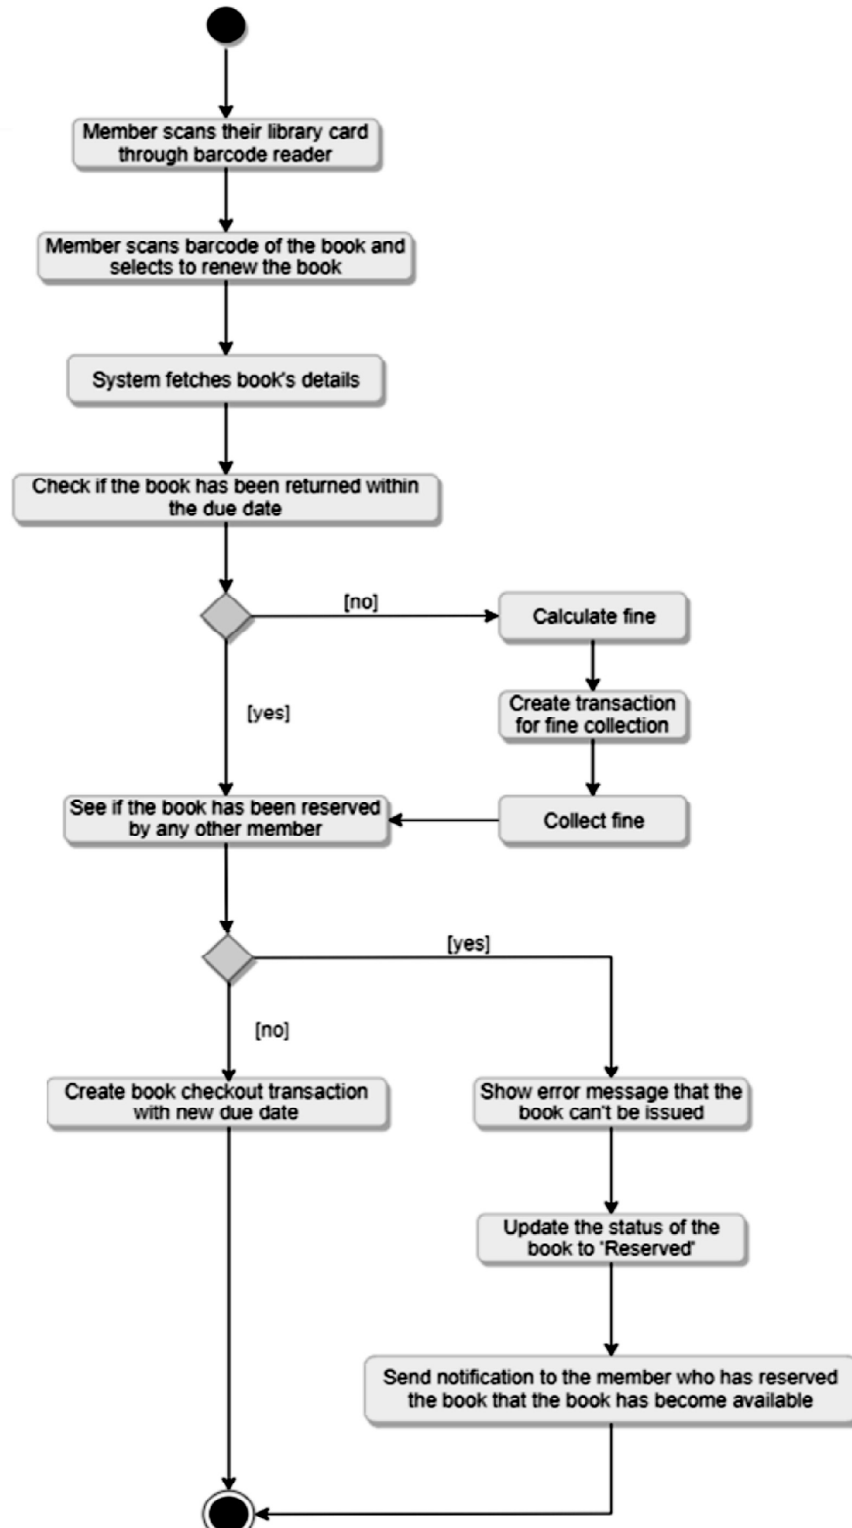 Member scans their library card
through barcode reader
Member scans barcode of the book and
selects to renew the book
System fetches book's details
Check if the book has been returned within
the due date
[no]
Calculate fine
[yes]
Create transaction
for fine collection
See if the book has been reserved
by any other member
Collect fine
[yes]
[no]
Create book checkout transaction
with new due date
Show error message that the
book can't be issued
Update the status of the
book to 'Reserved'
Send notification to the member who has reserved
the book that the book has become available